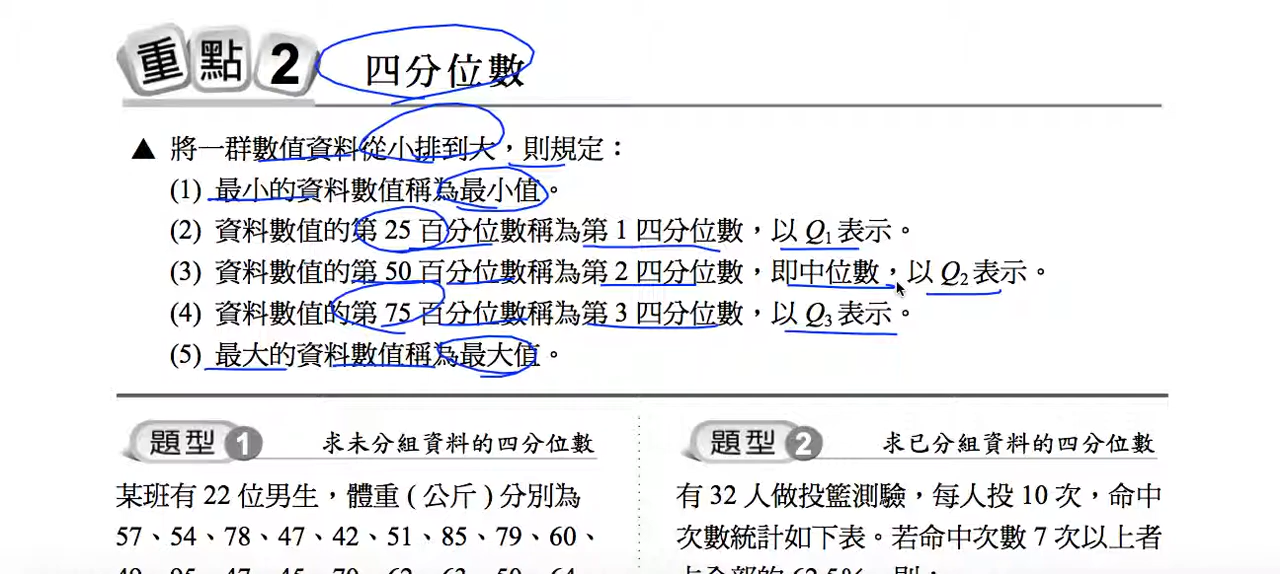 重點 2 四分位數
▲ 將一群數值資料從小排到大，則規定：
(1) 最小的資料數值稱為最小值。
(2) 資料數值的第 25 百分位數稱為第 1 四分位數，以 Q₁ 表示。
(3) 資料數值的第 50 百分位數稱為第 2 四分位數，即中位數，以 Q₂ 表示。
(4) 資料數值的第 75 百分位數稱為第 3 四分位數，以 Q₃ 表示。
(5) 最大的資料數值稱為最大值。
題型 1 求未分組資料的四分位數
某班有 22 位男生，體重 ( 公斤 ) 分別為
57、54、78、47、42、51、85、79、60、
題型 2 求已分組資料的四分位數
有 32 人做投籃測驗，每人投 10 次，命中
次數統計如下表。若命中次數 7 次以上者